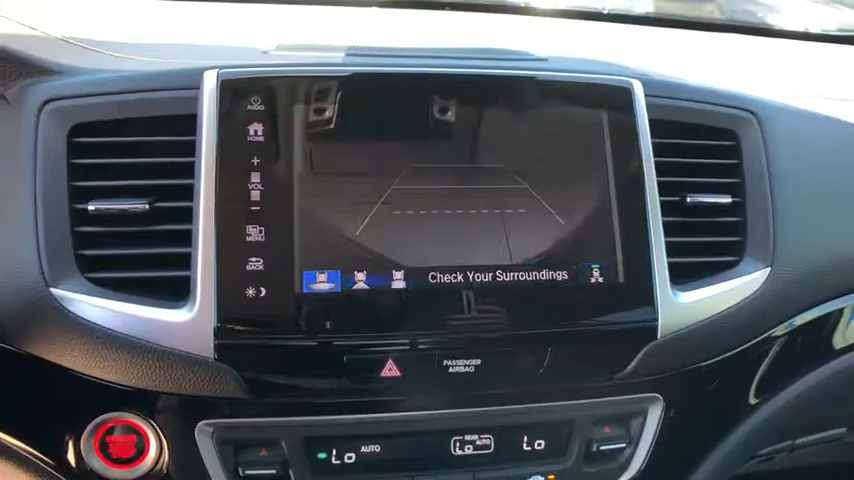 AUDIO
HOME
+
VOL
−
MENU
BACK
Check Your Surroundings
PASSENGER
AIRBAG
Lo AUTO
Lo REAR AUTO
Lo